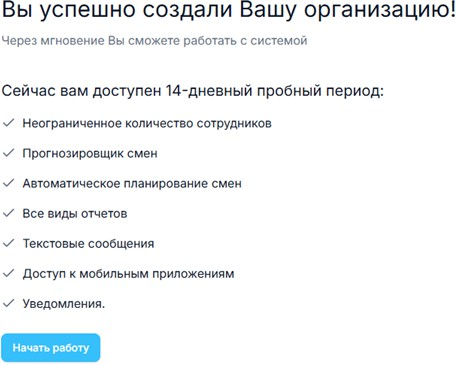 Вы успешно создали Вашу организацию!
Через мгновение Вы сможете работать с системой
Сейчас вам доступен 14-дневный пробный период:
Неограниченное количество сотрудников
Прогнозировщик смен
Автоматическое планирование смен
Все виды отчетов
Текстовые сообщения
Доступ к мобильным приложениям
Уведомления.
Начать работу